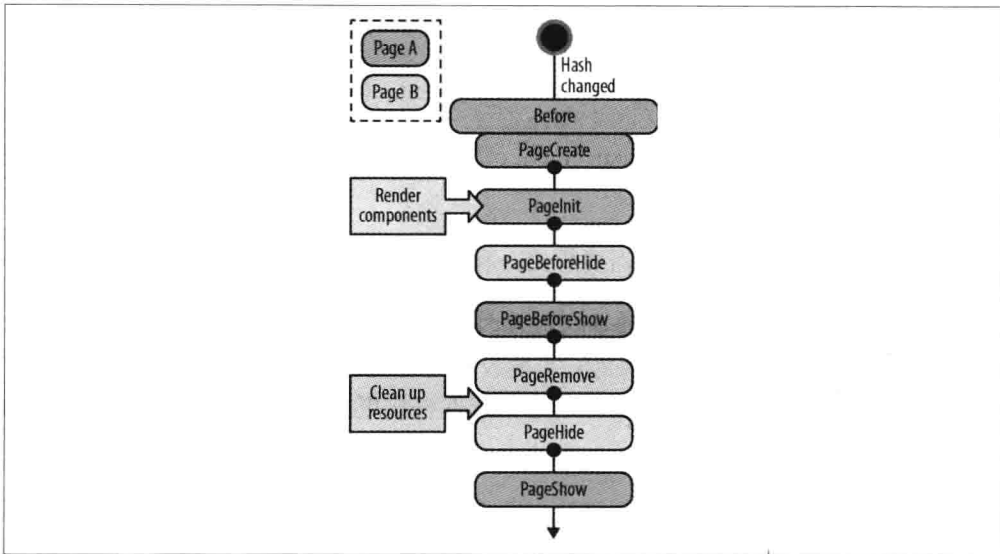 Page A
Page B
Hash
changed
Before
PageCreate
Render
components
PageInit
PageBeforeHide
PageBeforeShow
PageRemove
Clean up
resources
PageHide
PageShow